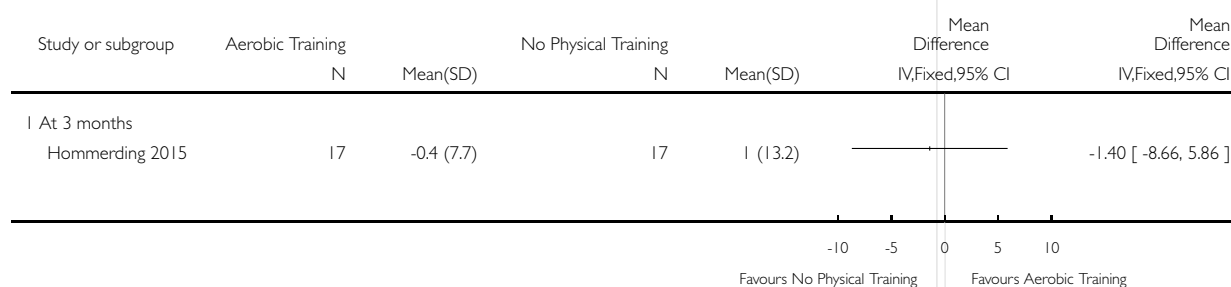 Study or subgroup Aerobic Training No Physical Training Mean Difference Mean Difference
N Mean(SD) N Mean(SD) IV,Fixed,95% CI IV,Fixed,95% CI
1 At 3 months
Hommerding 2015 17 -0.4 (7.7) 17 1 (13.2) -1.40 [ -8.66, 5.86 ]
-10 -5 0 5 10
Favours No Physical Training Favours Aerobic Training